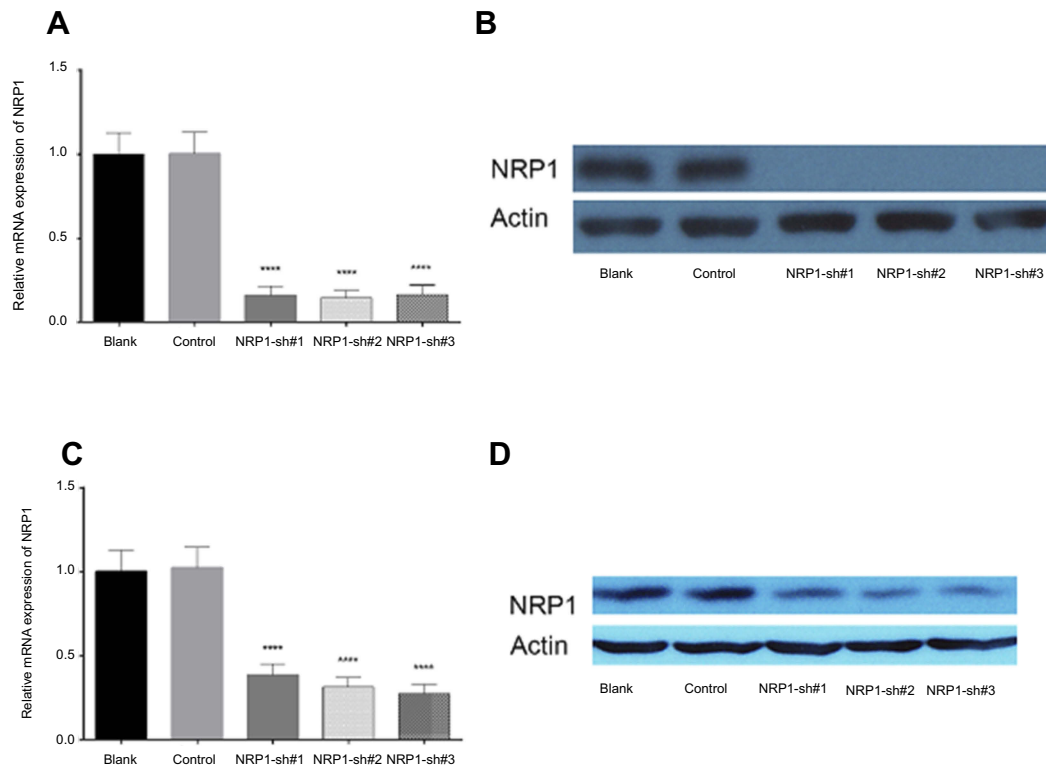 A
B
Relative mRNA expression of NRP1
1.5
1.0
0.5
0.0
****
****
****
Blank
Control
NRP1-sh#1
NRP1-sh#2
NRP1-sh#3
NRP1
Actin
Blank
Control
NRP1-sh#1
NRP1-sh#2
NRP1-sh#3
C
D
Relative mRNA expression of NRP1
1.5
1.0
0.5
0.0
****
****
****
Blank
Control
NRP1-sh#1
NRP1-sh#2
NRP1-sh#3
NRP1
Actin
Blank
Control
NRP1-sh#1
NRP1-sh#2
NRP1-sh#3